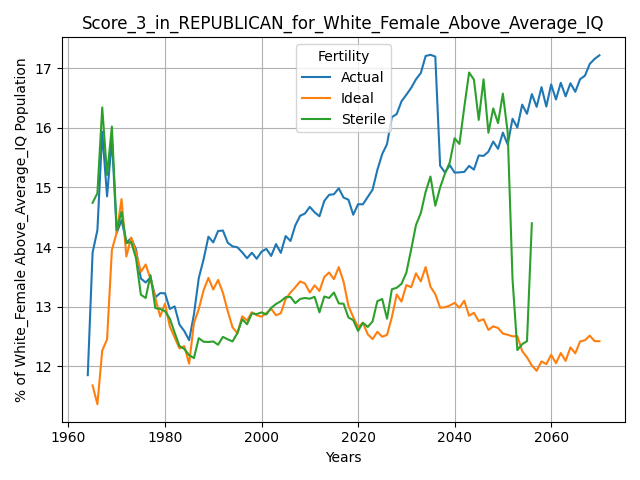 Score_3_in_REPUBLICAN_for_White_Female_Above_Average_IQ
% of White_Female Above_Average_IQ Population
17
16
15
14
13
12
Fertility
Actual
Ideal
Sterile
1960
1980
2000
2020
2040
2060
Years